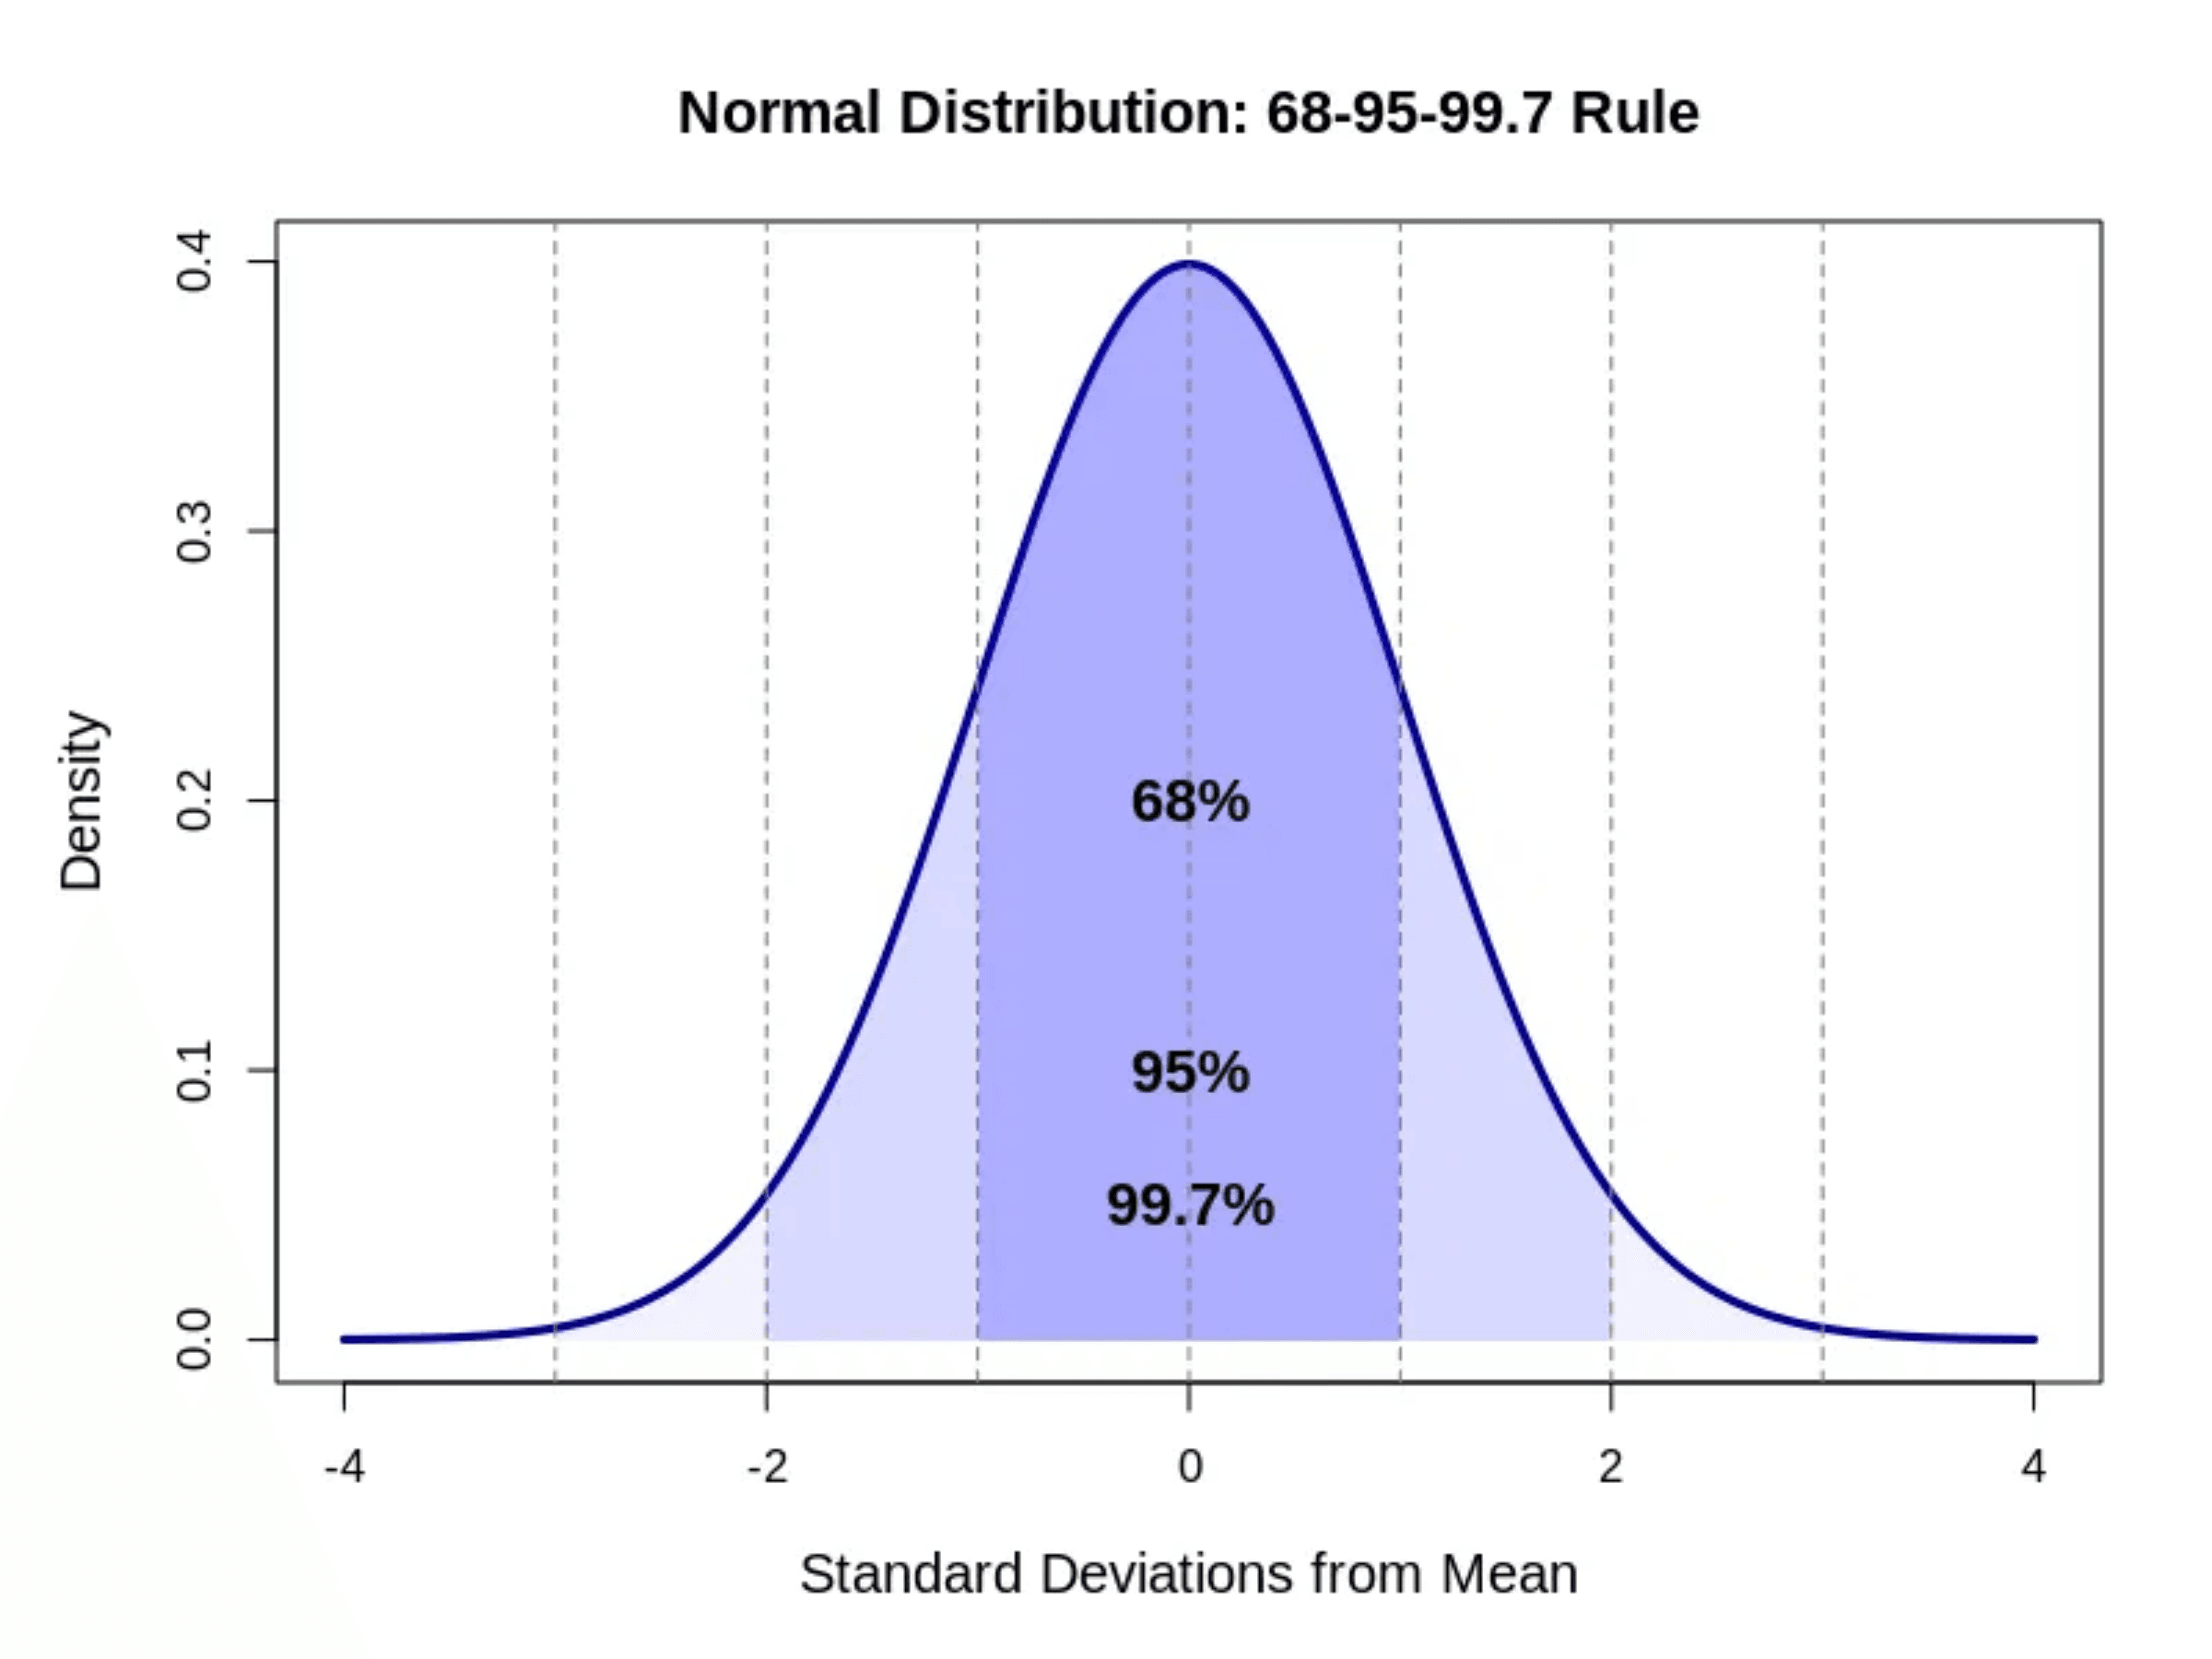 Normal Distribution: 68-95-99.7 Rule
0.4
0.3
0.2
0.1
0.0
Density
68%
95%
99.7%
-4 -2 0 2 4
Standard Deviations from Mean